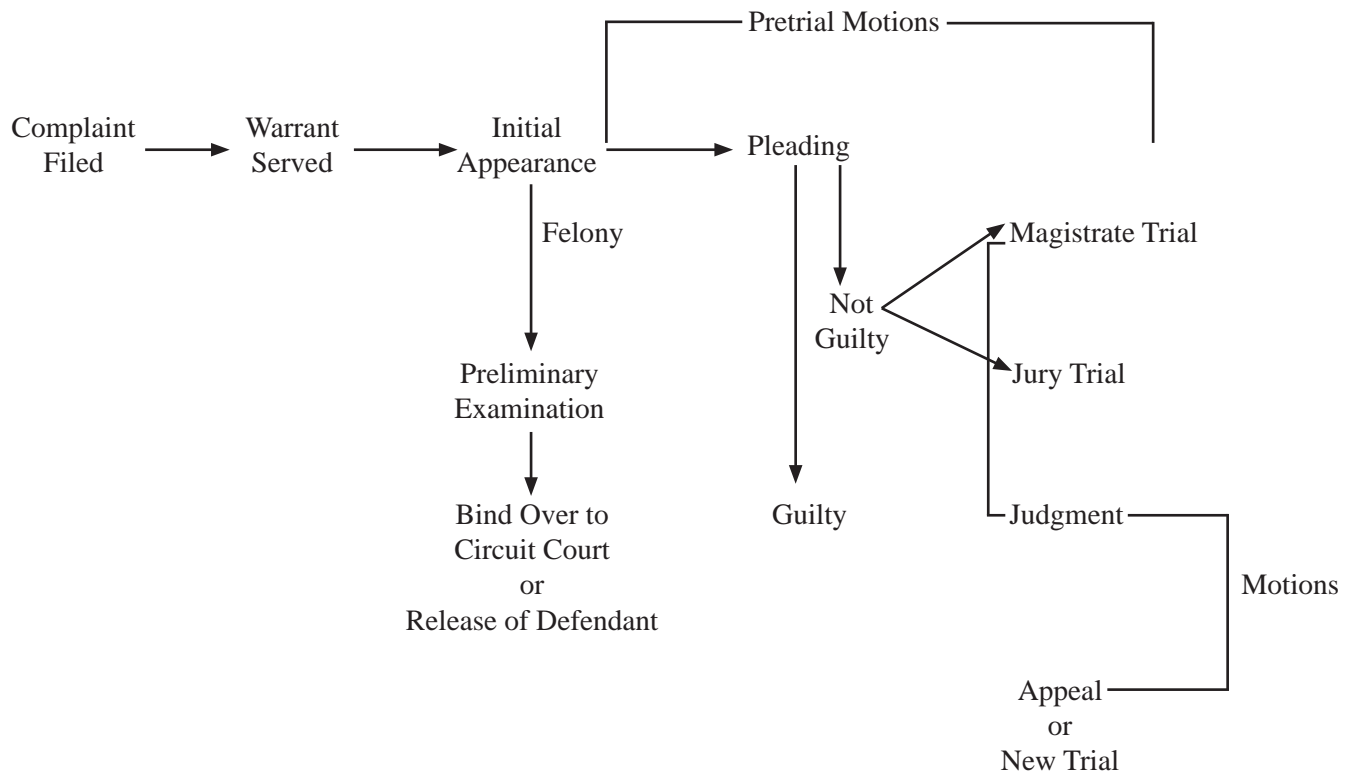 Pretrial Motions
Complaint
Filed
Warrant
Served
Initial
Appearance
Pleading
Felony
Magistrate Trial
Not
Guilty
Jury Trial
Preliminary
Examination
Bind Over to
Circuit Court
or
Release of Defendant
Guilty
Judgment
Motions
Appeal
or
New Trial